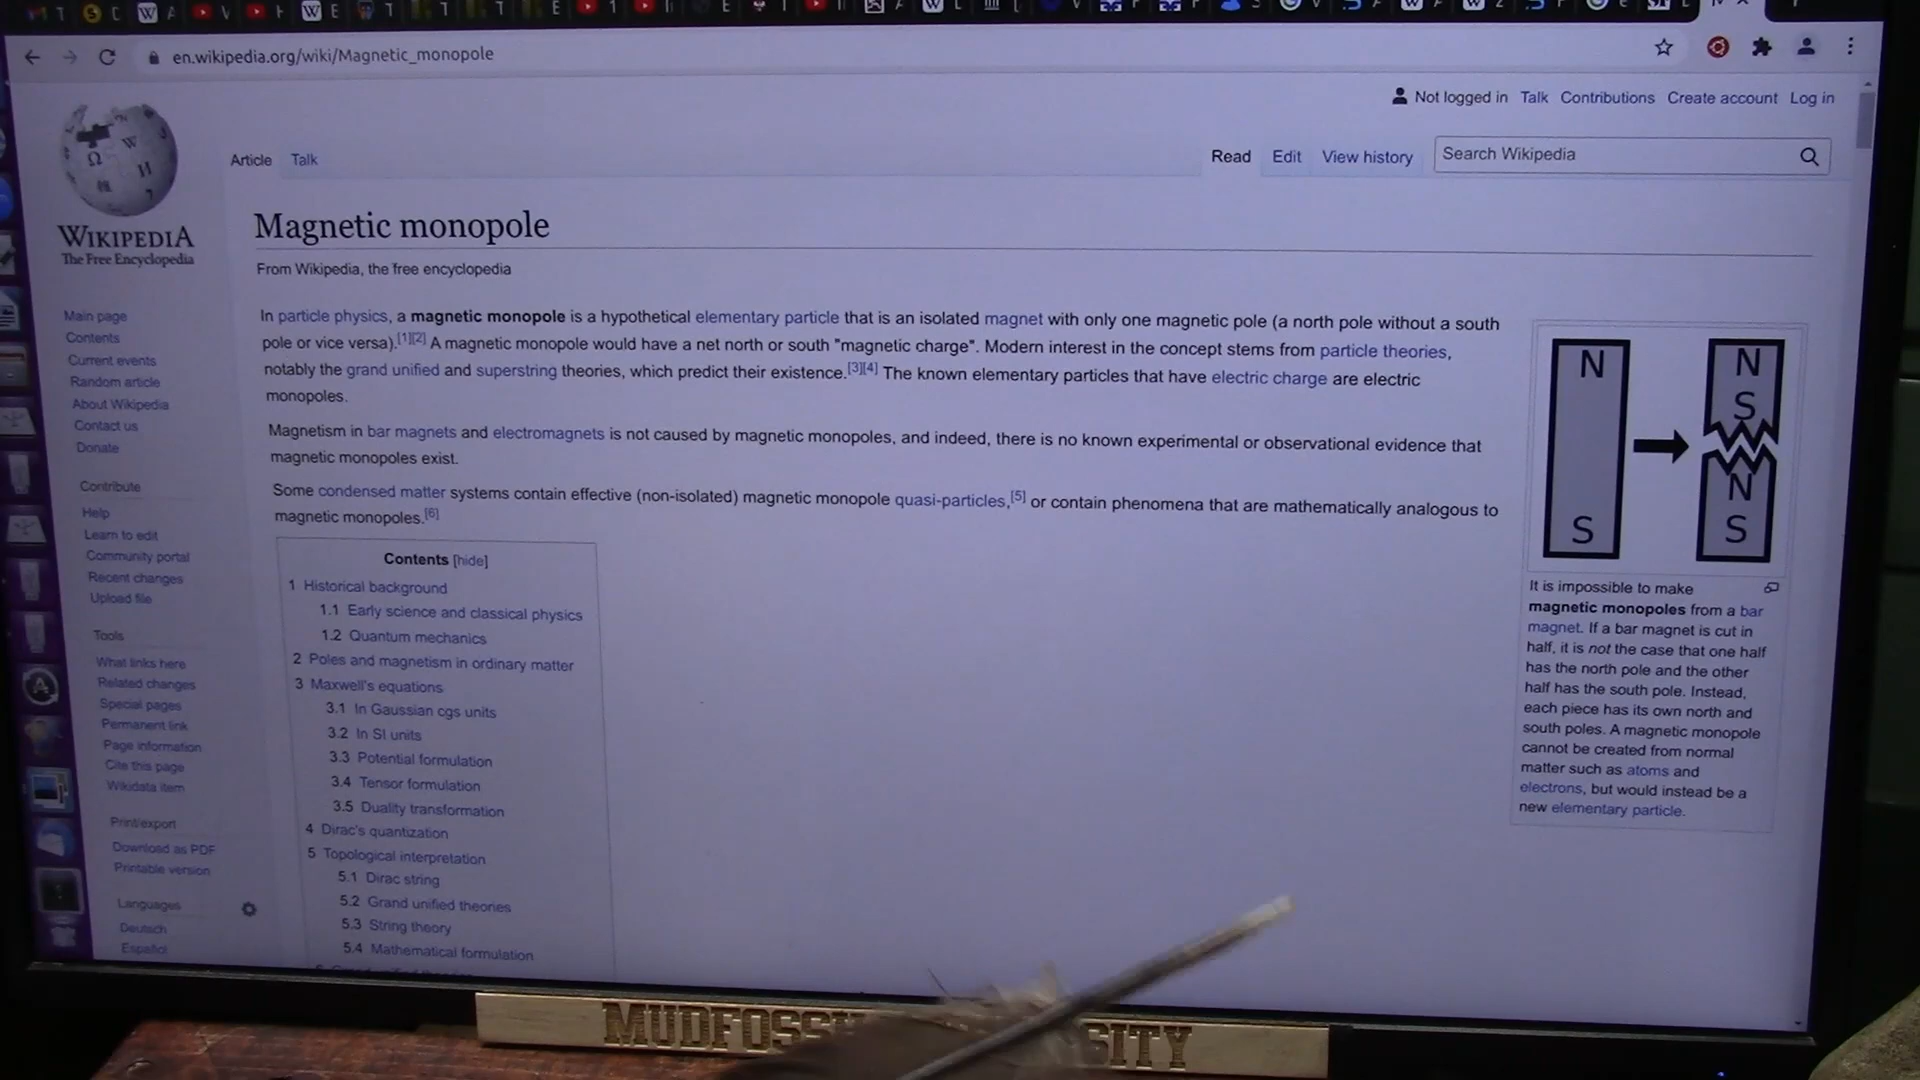 en.wikipedia.org/wiki/Magnetic_monopole
Not logged in Talk Contributions Create account Log in
Article Talk
Read Edit View history Search Wikipedia
WIKIPEDIA
The Free Encyclopedia
Magnetic monopole
From Wikipedia, the free encyclopedia
In particle physics, a magnetic monopole is a hypothetical elementary particle that is an isolated magnet with only one magnetic pole (a north pole without a south
pole or vice versa).[1][2] A magnetic monopole would have a net north or south "magnetic charge". Modern interest in the concept stems from particle theories,
notably the grand unified and superstring theories, which predict their existence.[3][4] The known elementary particles that have electric charge are electric
monopoles.
Magnetism in bar magnets and electromagnets is not caused by magnetic monopoles, and indeed, there is no known experimental or observational evidence that
magnetic monopoles exist.
Some condensed matter systems contain effective (non-isolated) magnetic monopole quasi-particles,[5] or contain phenomena that are mathematically analogous to
magnetic monopoles.[6]
Main page
Contents
Current events
Random article
About Wikipedia
Contact us
Donate
Contribute
Help
Learn to edit
Community portal
Recent changes
Upload file
Tools
What links here
Related changes
Special pages
Permanent link
Page information
Cite this page
Wikidata item
Print/export
Download as PDF
Printable version
Languages
Deutsch
Español
Contents [hide]
1 Historical background
1.1 Early science and classical physics
1.2 Quantum mechanics
2 Poles and magnetism in ordinary matter
3 Maxwell's equations
3.1 In Gaussian cgs units
3.2 In SI units
3.3 Potential formulation
3.4 Tensor formulation
3.5 Duality transformation
4 Dirac's quantization
5 Topological interpretation
5.1 Dirac string
5.2 Grand unified theories
5.3 String theory
5.4 Mathematical formulation
N
S
N
S
N
S
It is impossible to make
magnetic monopoles from a bar
magnet. If a bar magnet is cut in
half, it is not the case that one half
has the north pole and the other
half has the south pole. Instead,
each piece has its own north and
south poles. A magnetic monopole
cannot be created from normal
matter such as atoms and
electrons, but would instead be a
new elementary particle.